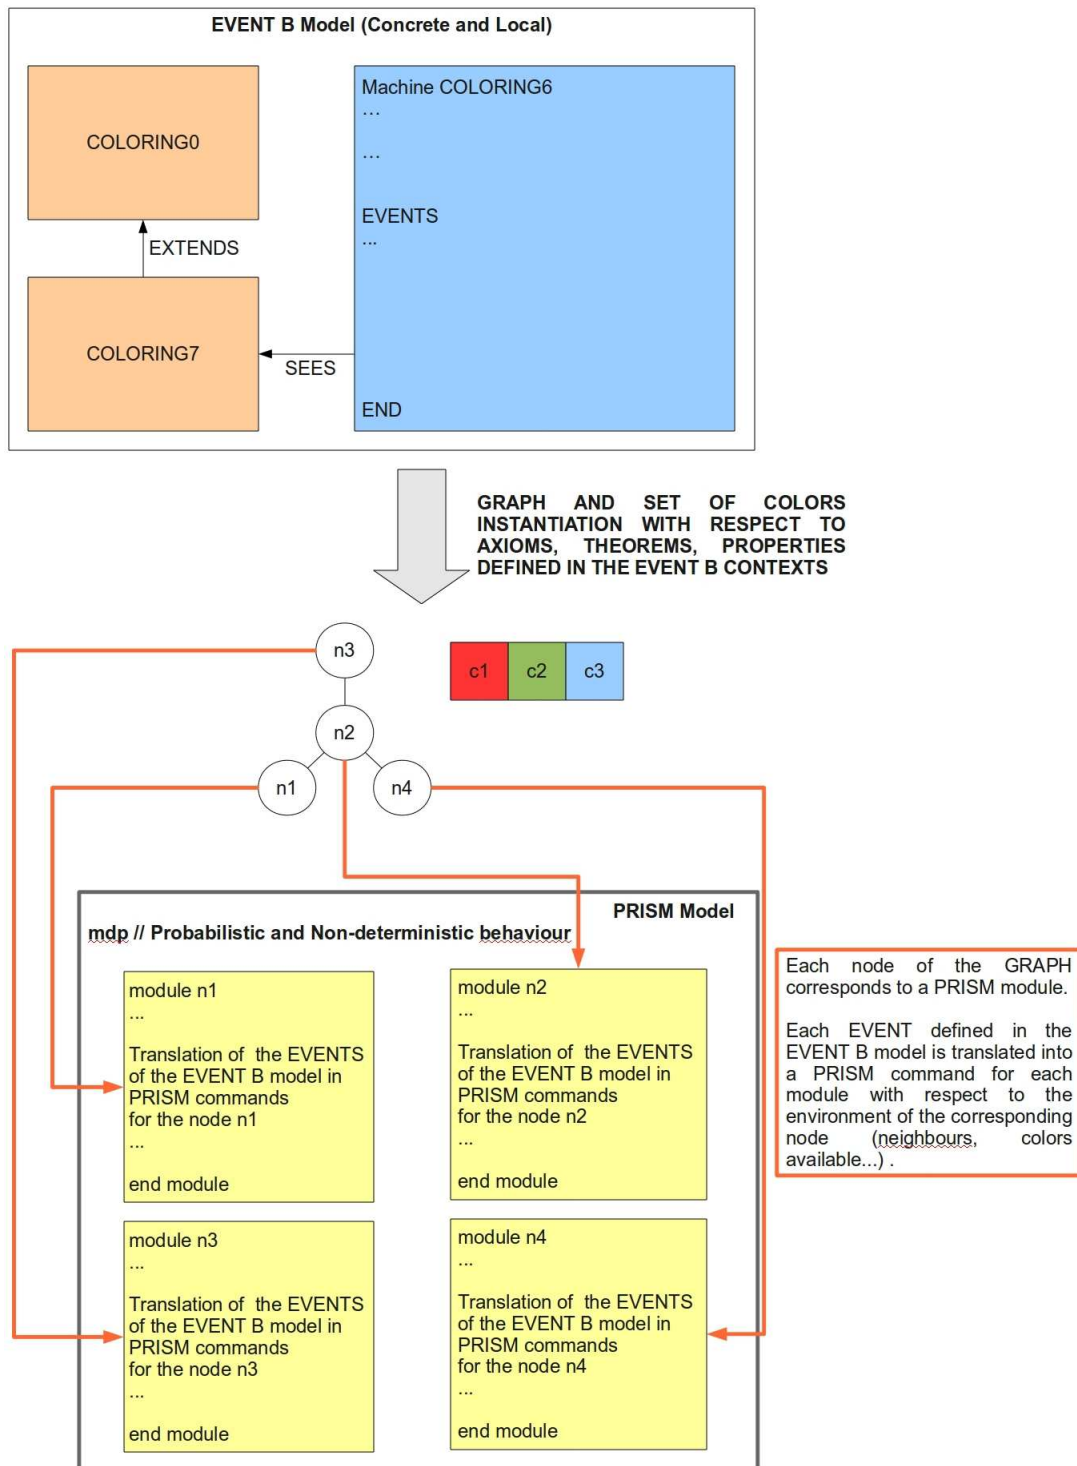 EVENT B Model (Concrete and Local)
COLORING0
EXTENDS
COLORING7
SEES
Machine COLORING6
...
...
EVENTS
...
END
GRAPH AND SET OF COLORS
INSTANTIATION WITH RESPECT TO
AXIOMS, THEOREMS, PROPERTIES
DEFINED IN THE EVENT B CONTEXTS
n3
n2
n1
n4
c1
c2
c3
PRISM Model
mdp // Probabilistic and Non-deterministic behaviour
module n1
...
Translation of the EVENTS
of the EVENT B model in
PRISM commands
for the node n1
...
end module
module n2
...
Translation of the EVENTS
of the EVENT B model in
PRISM commands
for the node n2
...
end module
module n3
...
Translation of the EVENTS
of the EVENT B model in
PRISM commands
for the node n3
...
end module
module n4
...
Translation of the EVENTS
of the EVENT B model in
PRISM commands
for the node n4
...
end module
Each node of the GRAPH
corresponds to a PRISM module.
Each EVENT defined in the
EVENT B model is translated into
a PRISM command for each
module with respect to the
environment of the corresponding
node (neighbours, colors
available...) .